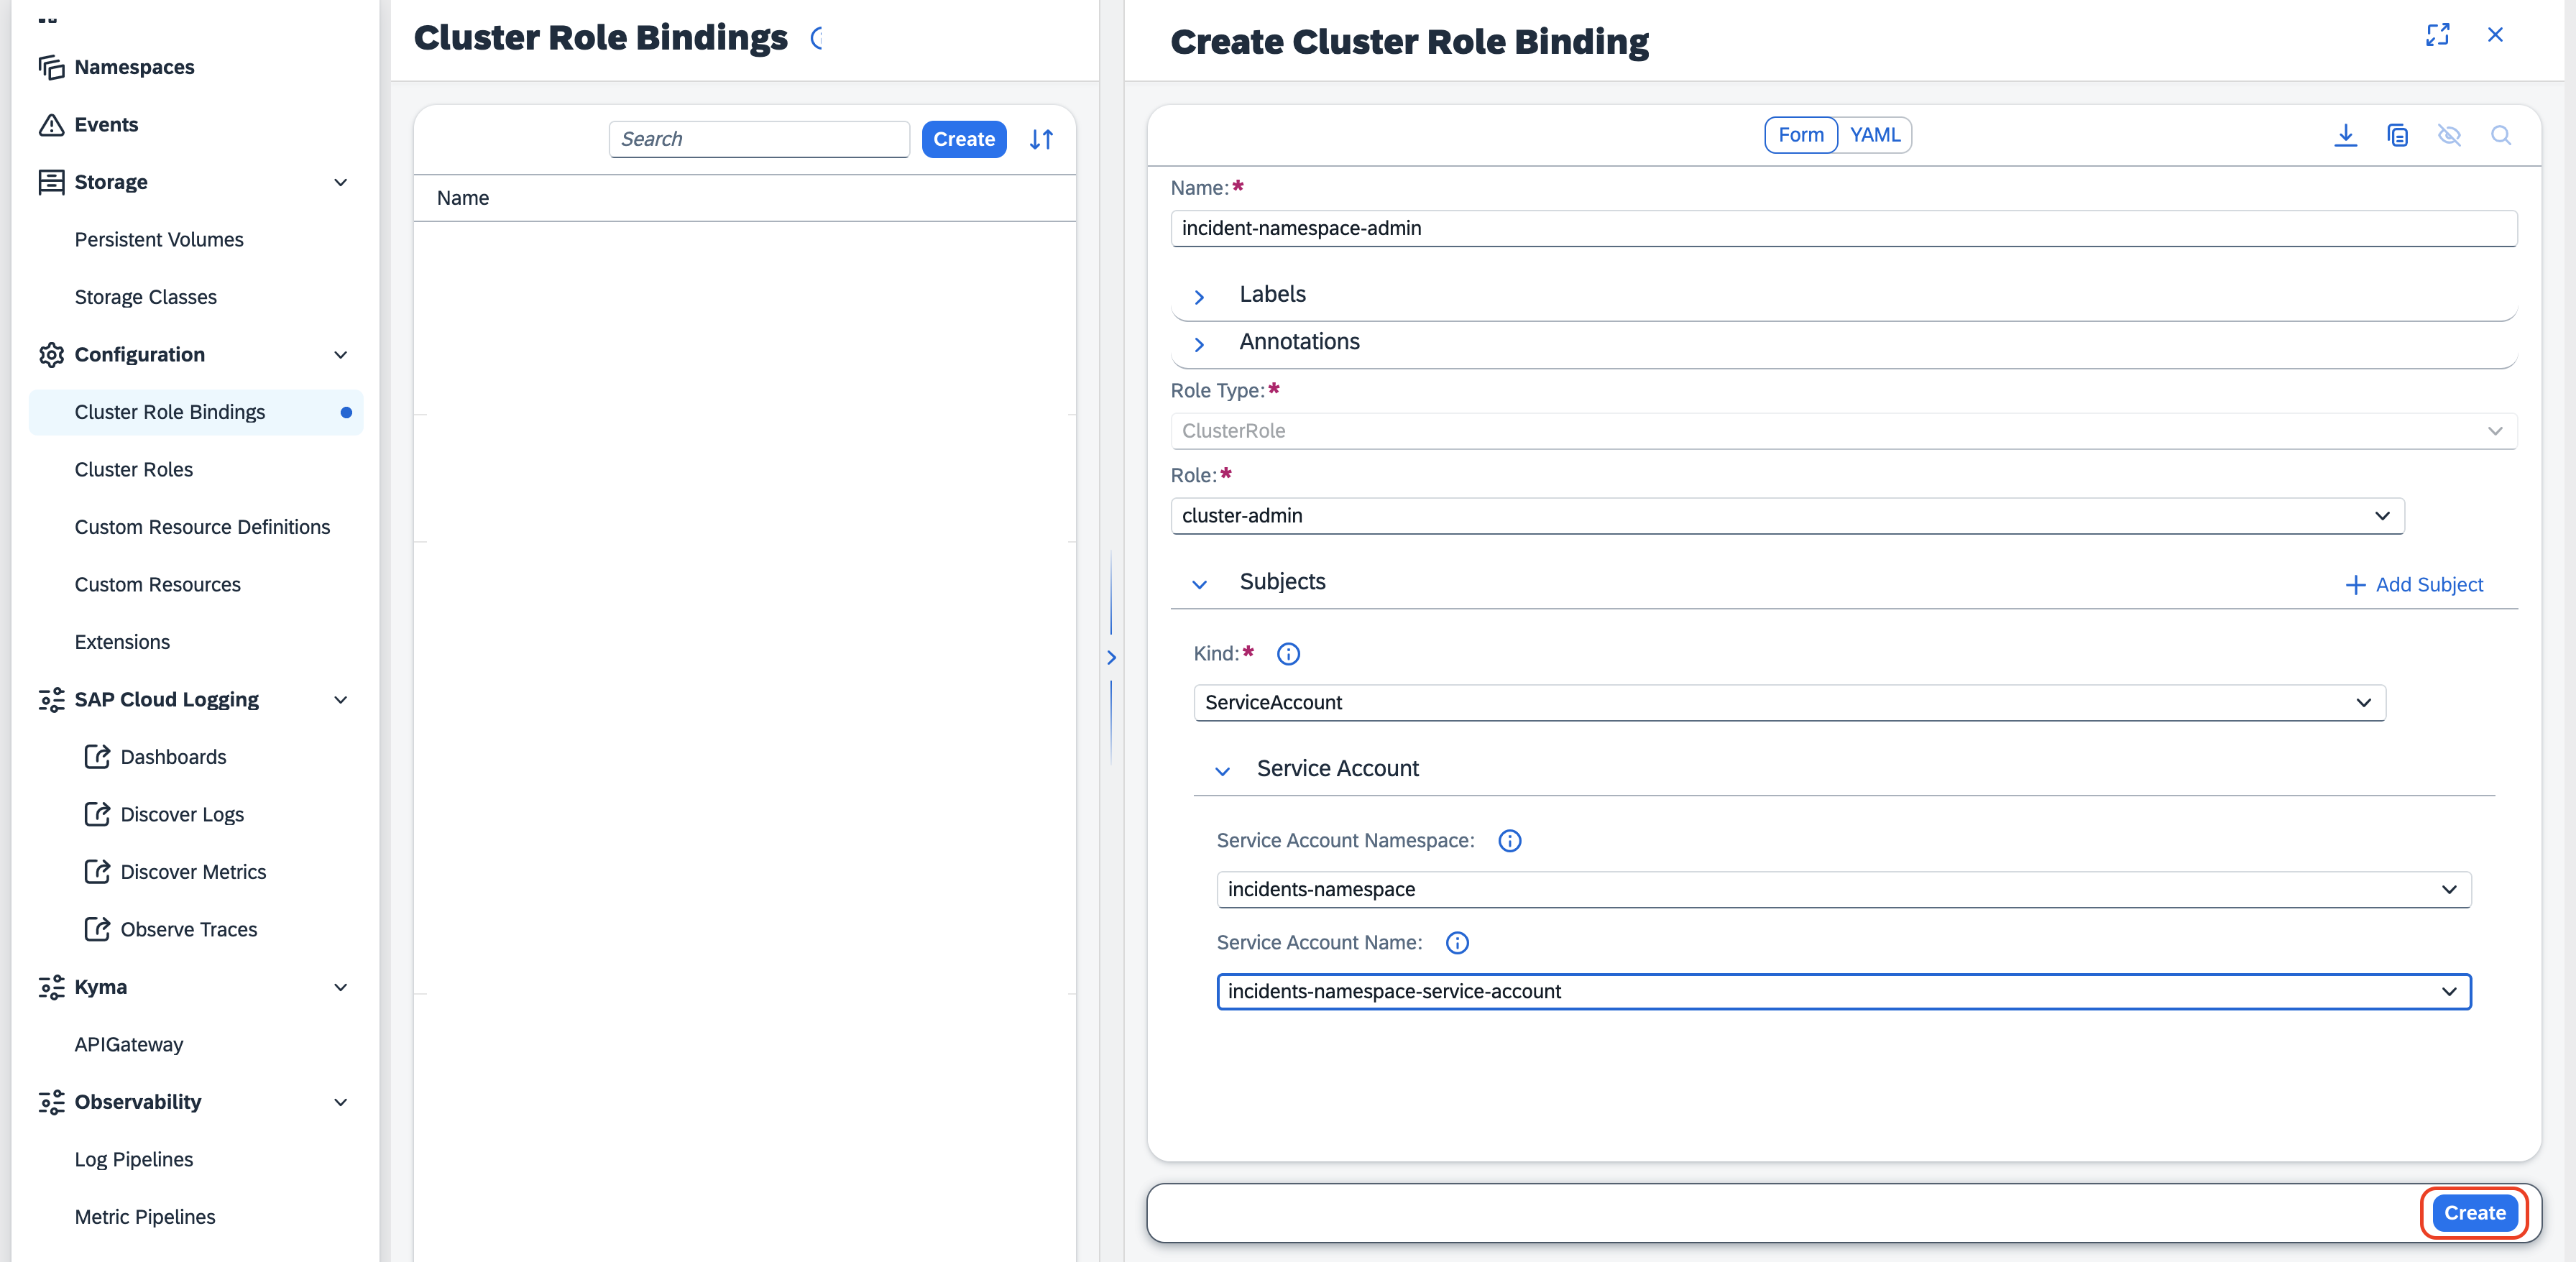 Namespaces
Events
Storage
Persistent Volumes
Storage Classes
Configuration
Cluster Role Bindings
Cluster Roles
Custom Resource Definitions
Custom Resources
Extensions
SAP Cloud Logging
Dashboards
Discover Logs
Discover Metrics
Observe Traces
Kyma
APIGateway
Observability
Log Pipelines
Metric Pipelines
Cluster Role Bindings
Search
Create
Name
Create Cluster Role Binding
Form YAML
Name:*
incident-namespace-admin
Labels
Annotations
Role Type:*
ClusterRole
Role:*
cluster-admin
Subjects
Add Subject
Kind:*
ServiceAccount
Service Account
Service Account Namespace:
incidents-namespace
Service Account Name:
incidents-namespace-service-account
Create